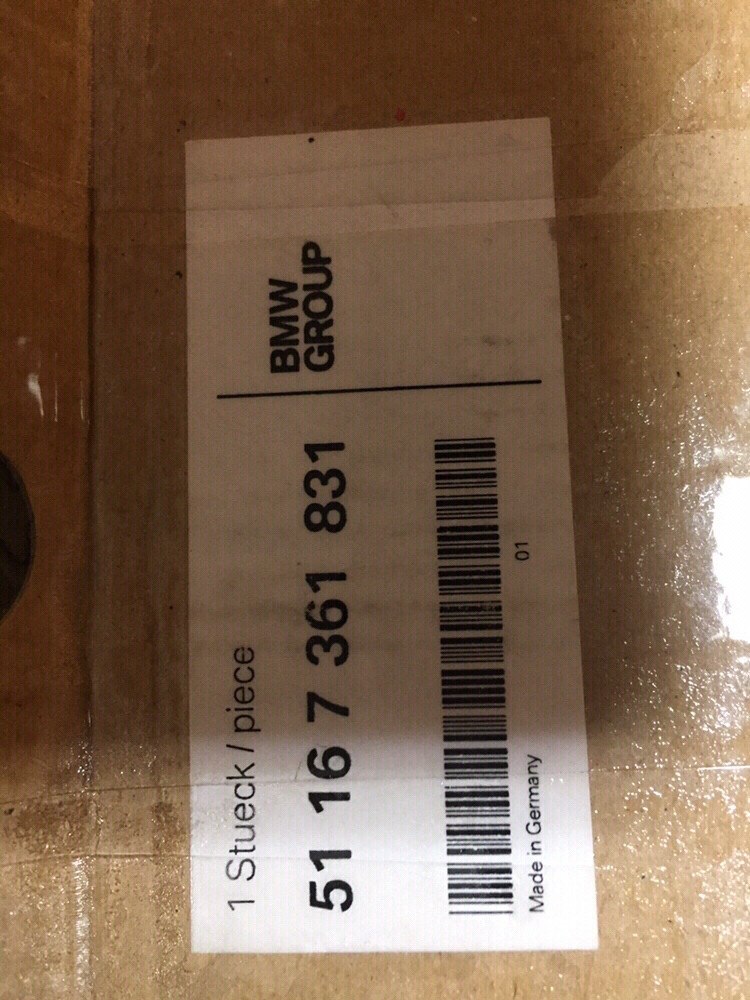 1 Stueck / piece
51 16 7 361 831
01
Made in Germany
BMW
GROUP